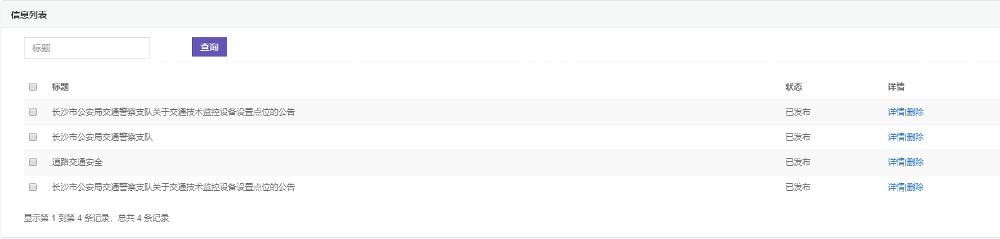 信息列表
标题 查询
标题 状态 详情
长沙市公安局交通警察支队关于交通技术监控设备设置点位的公告 已发布 详情|删除
长沙市公安局交通警察支队 已发布 详情|删除
道路交通安全 已发布 详情|删除
长沙市公安局交通警察支队关于交通技术监控设备设置点位的公告 已发布 详情|删除
显示第 1 到第 4 条记录，总共 4 条记录